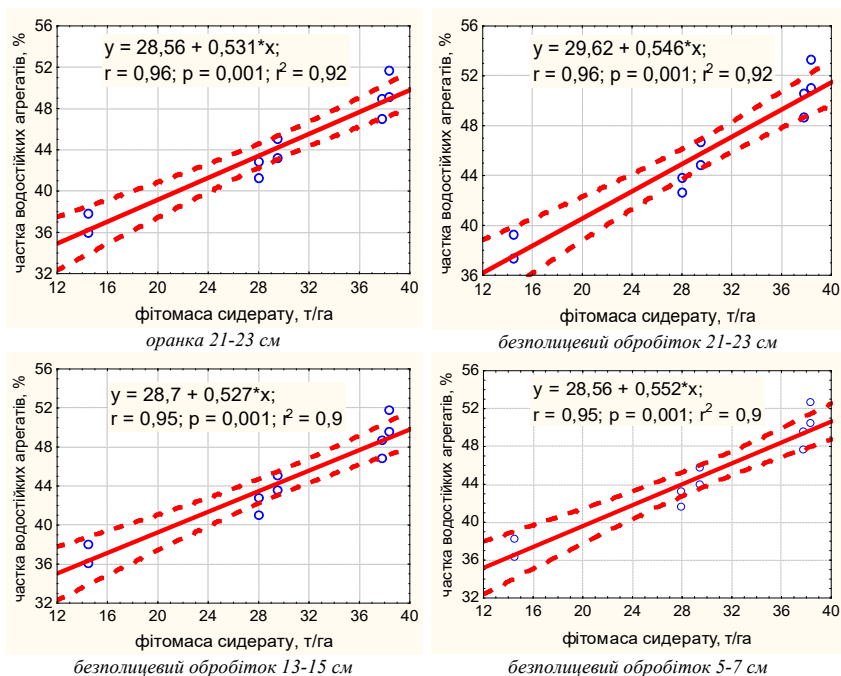 частка водостійких агрегатів, %
56
52
48
44
40
36
32
y = 28,56 + 0,531*x;
r = 0,96; p = 0,001; r² = 0,92
12 16 20 24 28 32 36 40
фітомаса сидерату, т/га
оранка 21-23 см
частка водостійких агрегатів, %
56
52
48
44
40
36
y = 29,62 + 0,546*x;
r = 0,96; p = 0,001; r² = 0,92
12 16 20 24 28 32 36 40
фітомаса сидерату, т/га
безполицевий обробіток 21-23 см
частка водостійких агрегатів, %
56
52
48
44
40
36
32
y = 28,7 + 0,527*x;
r = 0,95; p = 0,001; r² = 0,9
12 16 20 24 28 32 36 40
фітомаса сидерату, т/га
безполицевий обробіток 13-15 см
частка водостійких агрегатів, %
56
52
48
44
40
36
32
y = 28,56 + 0,552*x;
r = 0,95; p = 0,001; r² = 0,9
12 16 20 24 28 32 36 40
фітомаса сидерату, т/га
безполицевий обробіток 5-7 см